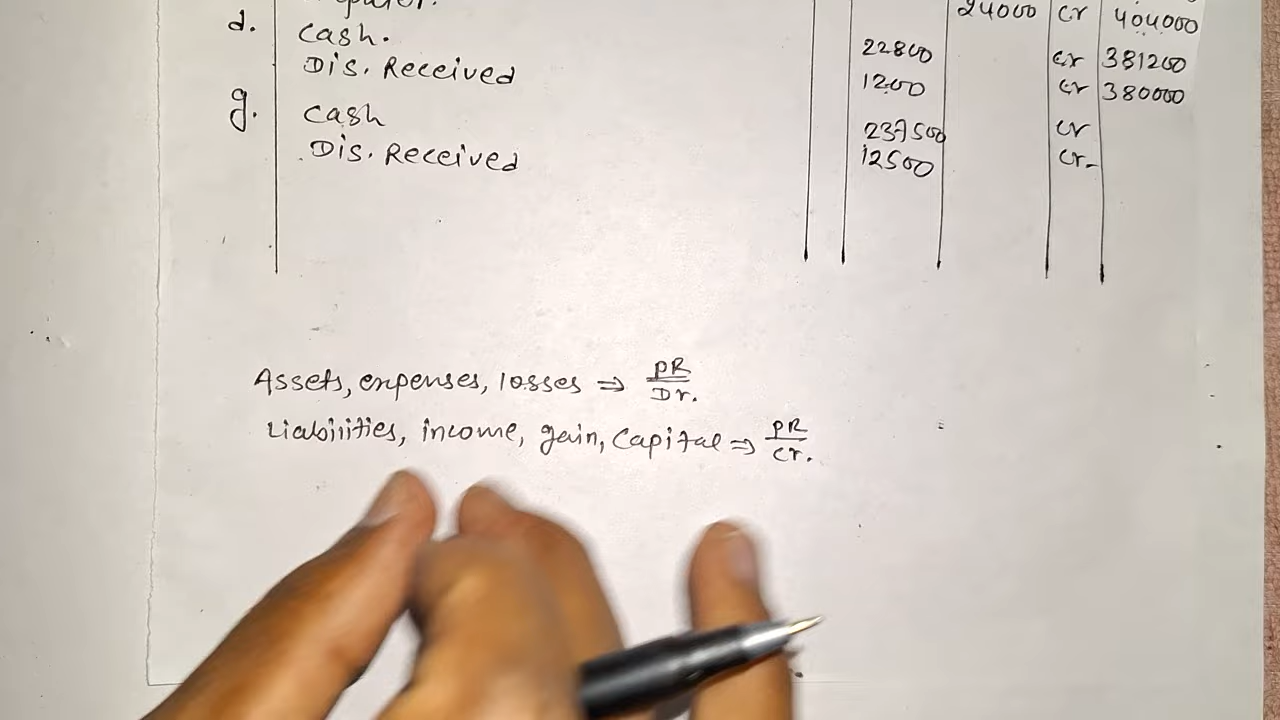 24000 cr 404000
d. cash.
22800 cr 381200
Dis. Received 1200 cr 380000
g. cash 237500 cr
Dis. Received 12500 cr.
Assets, expenses, losses ⇒ PR/Dr.
Liabilities, income, gain, capital ⇒ PR/cr.